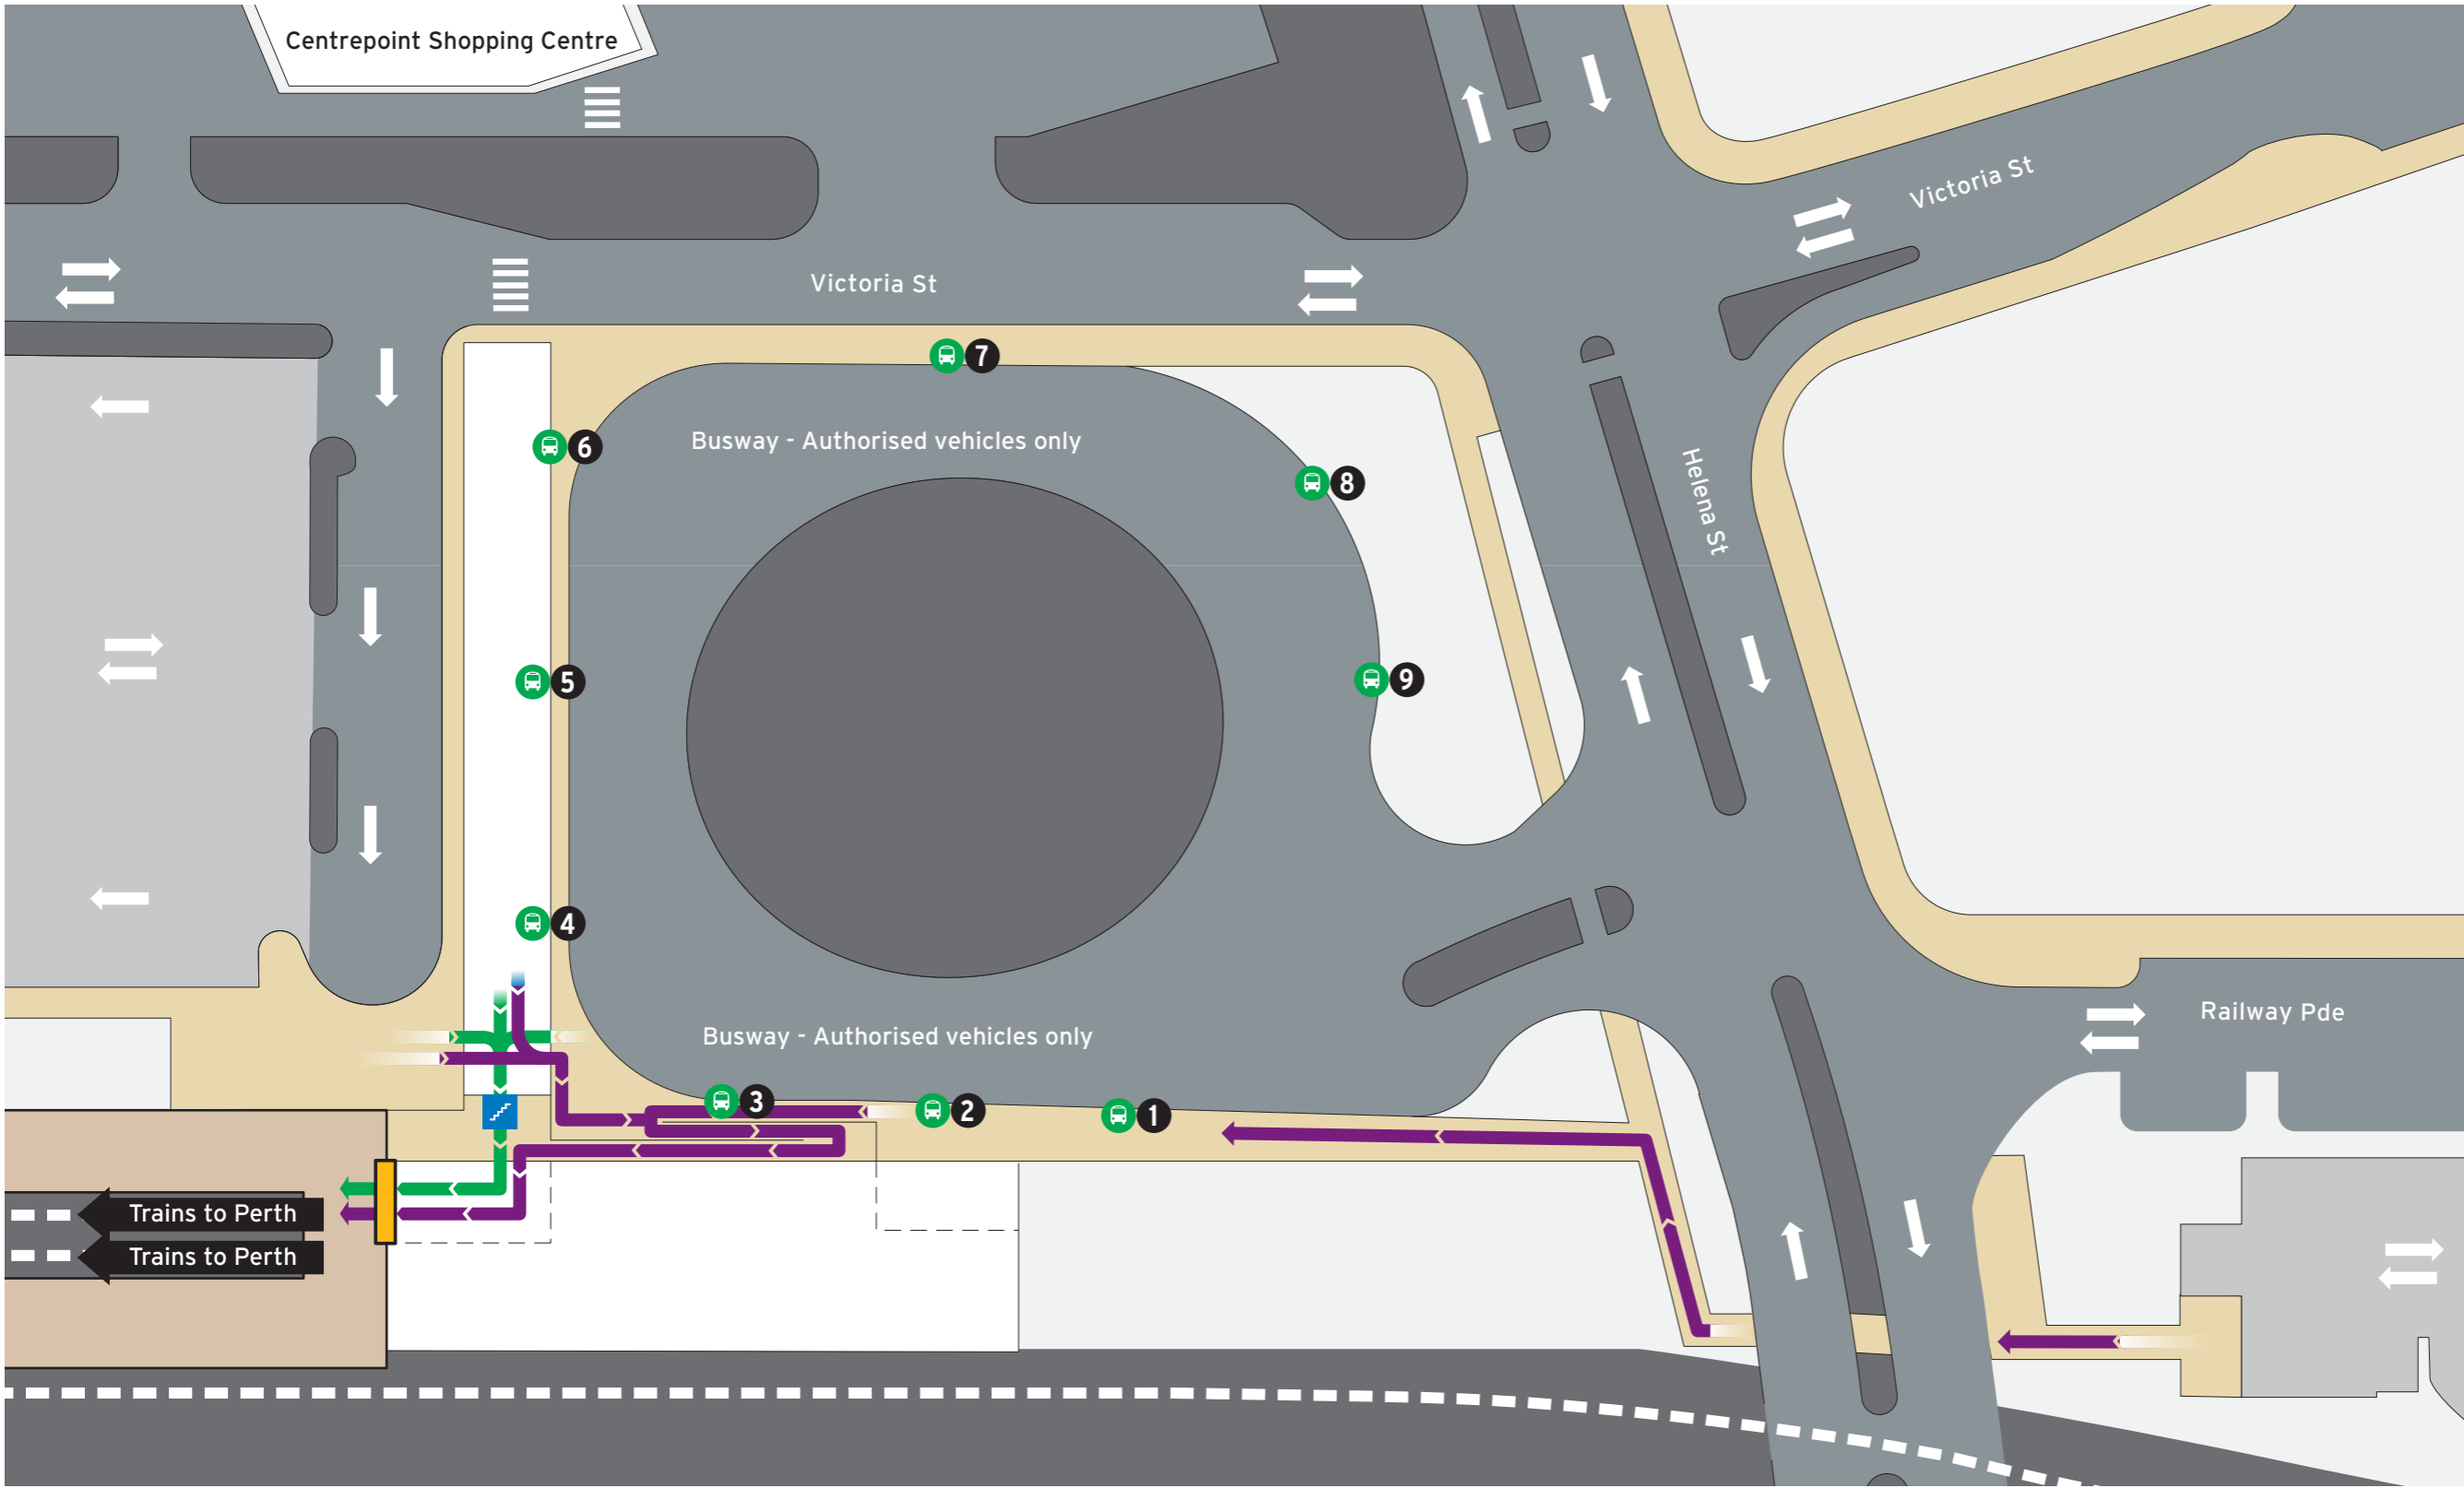 Centrepoint Shopping Centre
Victoria St
Victoria St
7
Busway - Authorised vehicles only
6
8
Helena St
5
9
4
Railway Pde
Busway - Authorised vehicles only
3
2
1
Trains to Perth
Trains to Perth